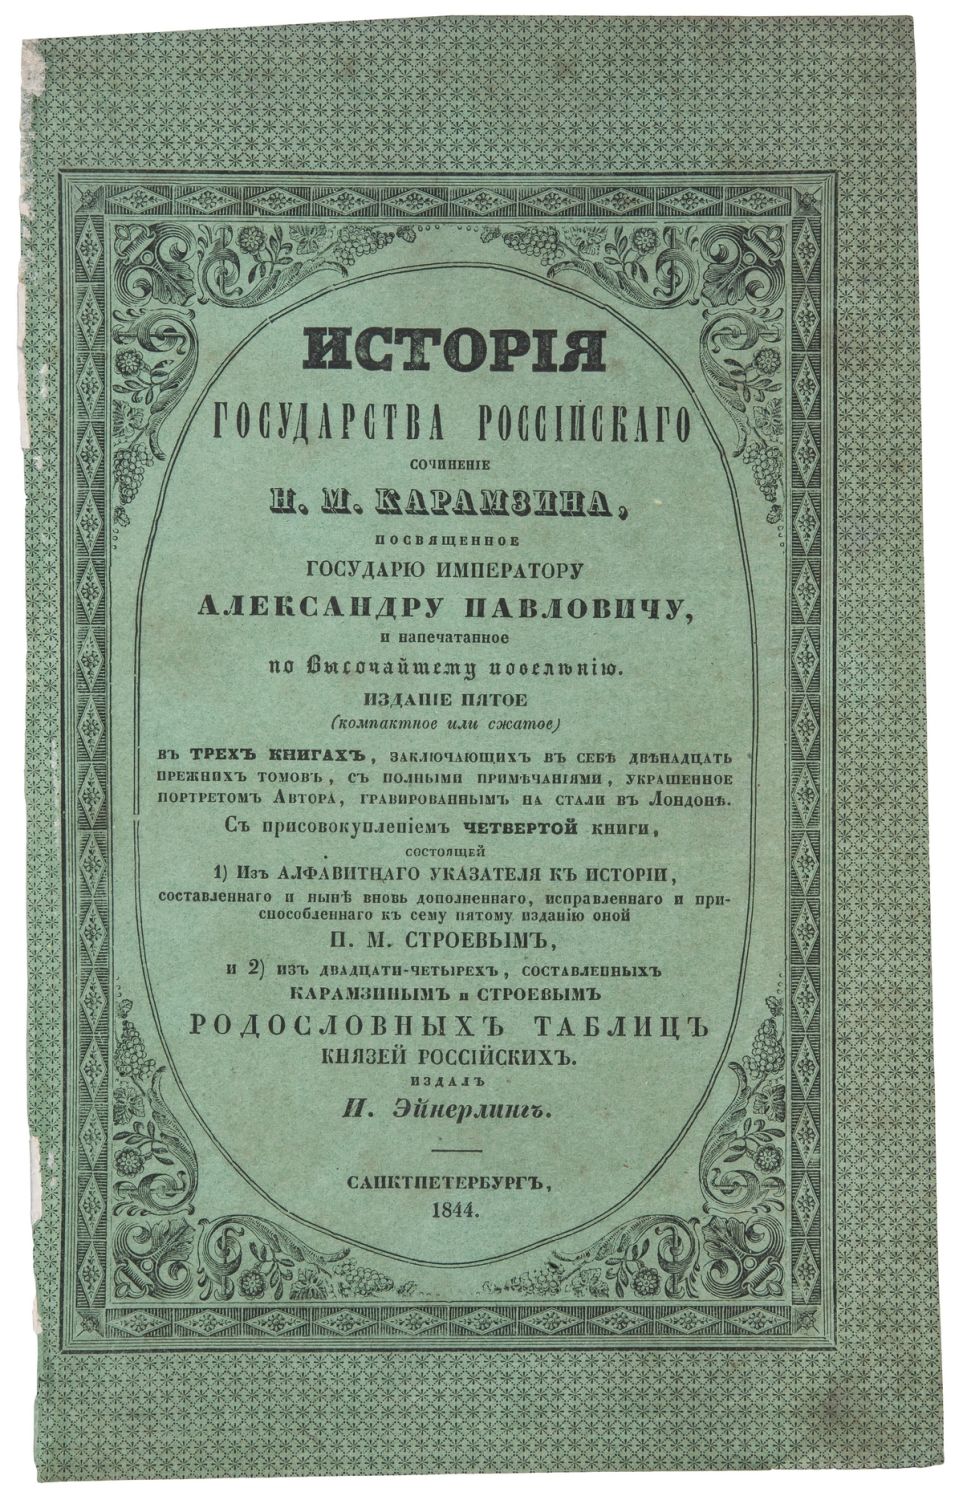 ИСТОРІЯ
ГОСУДАРСТВА РОССІЙСКАГО
СОЧИНЕНІЕ
Н. М. КАРАМЗИНА,
ПОСВЯЩЕННОЕ
ГОСУДАРЮ ИМПЕРАТОРУ
АЛЕКСАНДРУ ПАВЛОВИЧУ,
и напечатанное
по Высочайшему повелѣнію.
ИЗДАНІЕ ПЯТОЕ
(компактное или сжатое)
ВЪ ТРЕХЪ КНИГАХЪ, ЗАКЛЮЧАЮЩИХЪ ВЪ СЕБѢ ДВѢНАДЦАТЬ
ПРЕЖНИХЪ ТОМОВЪ, СЪ ПОЛНЫМИ ПРИМѢЧАНІЯМИ, УКРАШЕННОЕ
ПОРТРЕТОМЪ АВТОРА, ГРАВИРОВАННЫМЪ НА СТАЛИ ВЪ ЛОНДОНѢ.
Съ присовокупленіемъ ЧЕТВЕРТОЙ КНИГИ,
СОСТОЯЩЕЙ
1) Изъ АЛФАВИТНАГО УКАЗАТЕЛЯ КЪ ИСТОРІИ,
составленнаго и нынѣ вновь дополненнаго, исправленнаго и при-
способленнаго къ сему пятому изданію оной
П. М. СТРОЕВЫМЪ,
и 2) ИЗЪ ДВАДЦАТИ-ЧЕТЫРЕХЪ, СОСТАВЛЕННЫХЪ
КАРАМЗИНЫМЪ и СТРОЕВЫМЪ
РОДОСЛОВНЫХЪ ТАБЛИЦЪ
КНЯЗЕЙ РОССІЙСКИХЪ.
ИЗДАЛЪ
И. Эйнерлингъ.
САНКТПЕТЕРБУРГЪ,
1844.